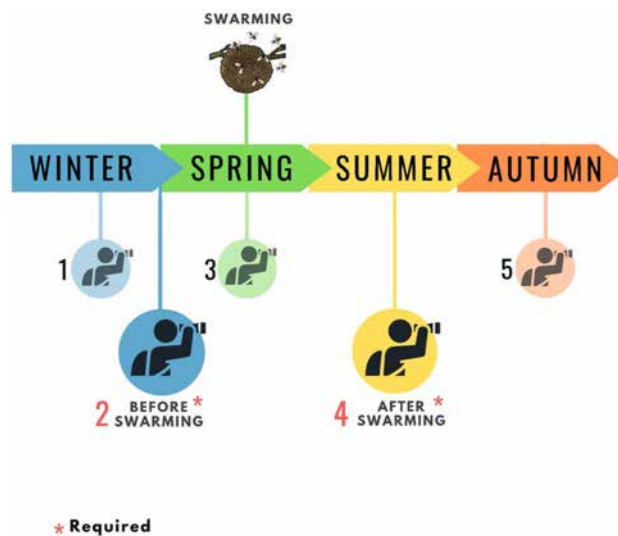 SWARMING
WINTER SPRING SUMMER AUTUMN
1 3 5
2 BEFORE * SWARMING
4 AFTER * SWARMING
* Required